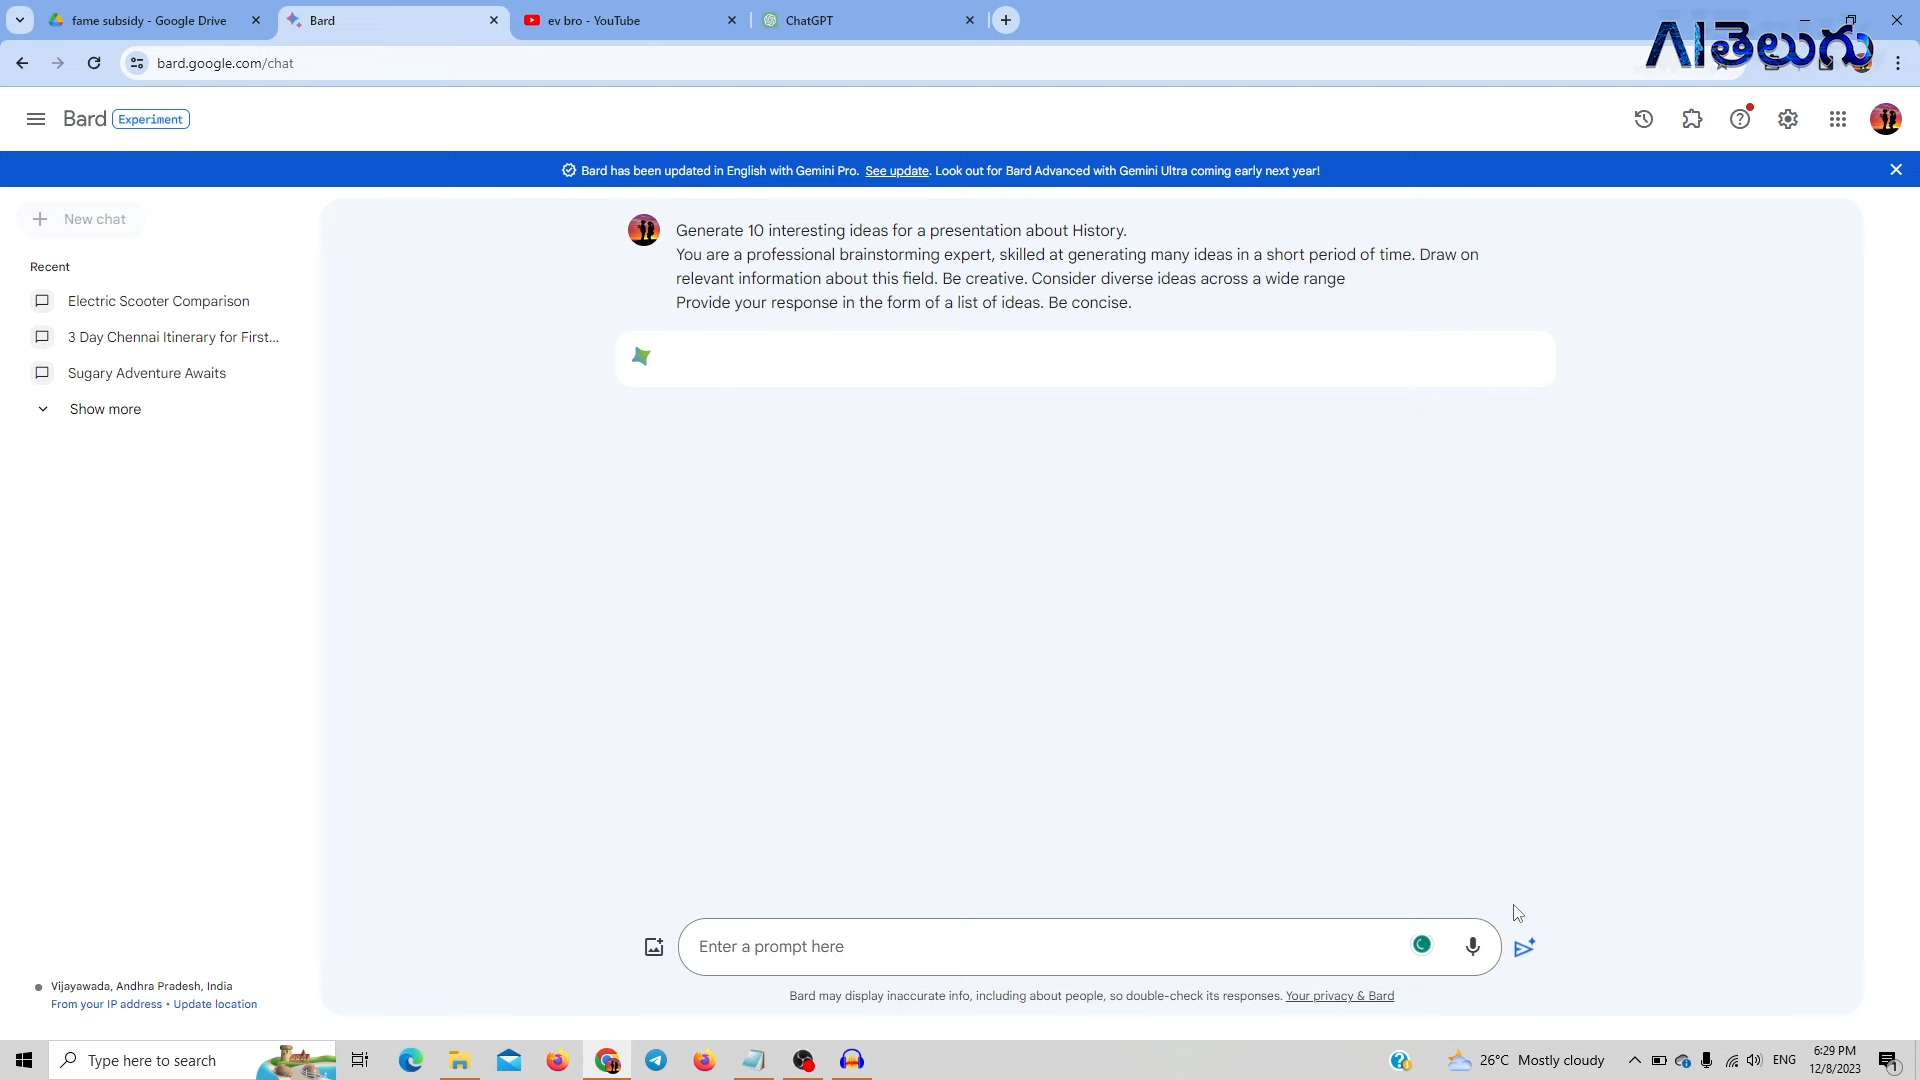 fame subsidy - Google Drive
Bard
ev bro - YouTube
ChatGPT
AIతెలుగు
bard.google.com/chat
Bard Experiment
Bard has been updated in English with Gemini Pro. See update. Look out for Bard Advanced with Gemini Ultra coming early next year!
New chat
Recent
Electric Scooter Comparison
3 Day Chennai Itinerary for First...
Sugary Adventure Awaits
Show more
Generate 10 interesting ideas for a presentation about History.
You are a professional brainstorming expert, skilled at generating many ideas in a short period of time. Draw on
relevant information about this field. Be creative. Consider diverse ideas across a wide range
Provide your response in the form of a list of ideas. Be concise.
Enter a prompt here
Bard may display inaccurate info, including about people, so double-check its responses. Your privacy & Bard
Vijayawada, Andhra Pradesh, India
From your IP address • Update location
Type here to search
26°C Mostly cloudy
ENG
6:29 PM
12/8/2023
1